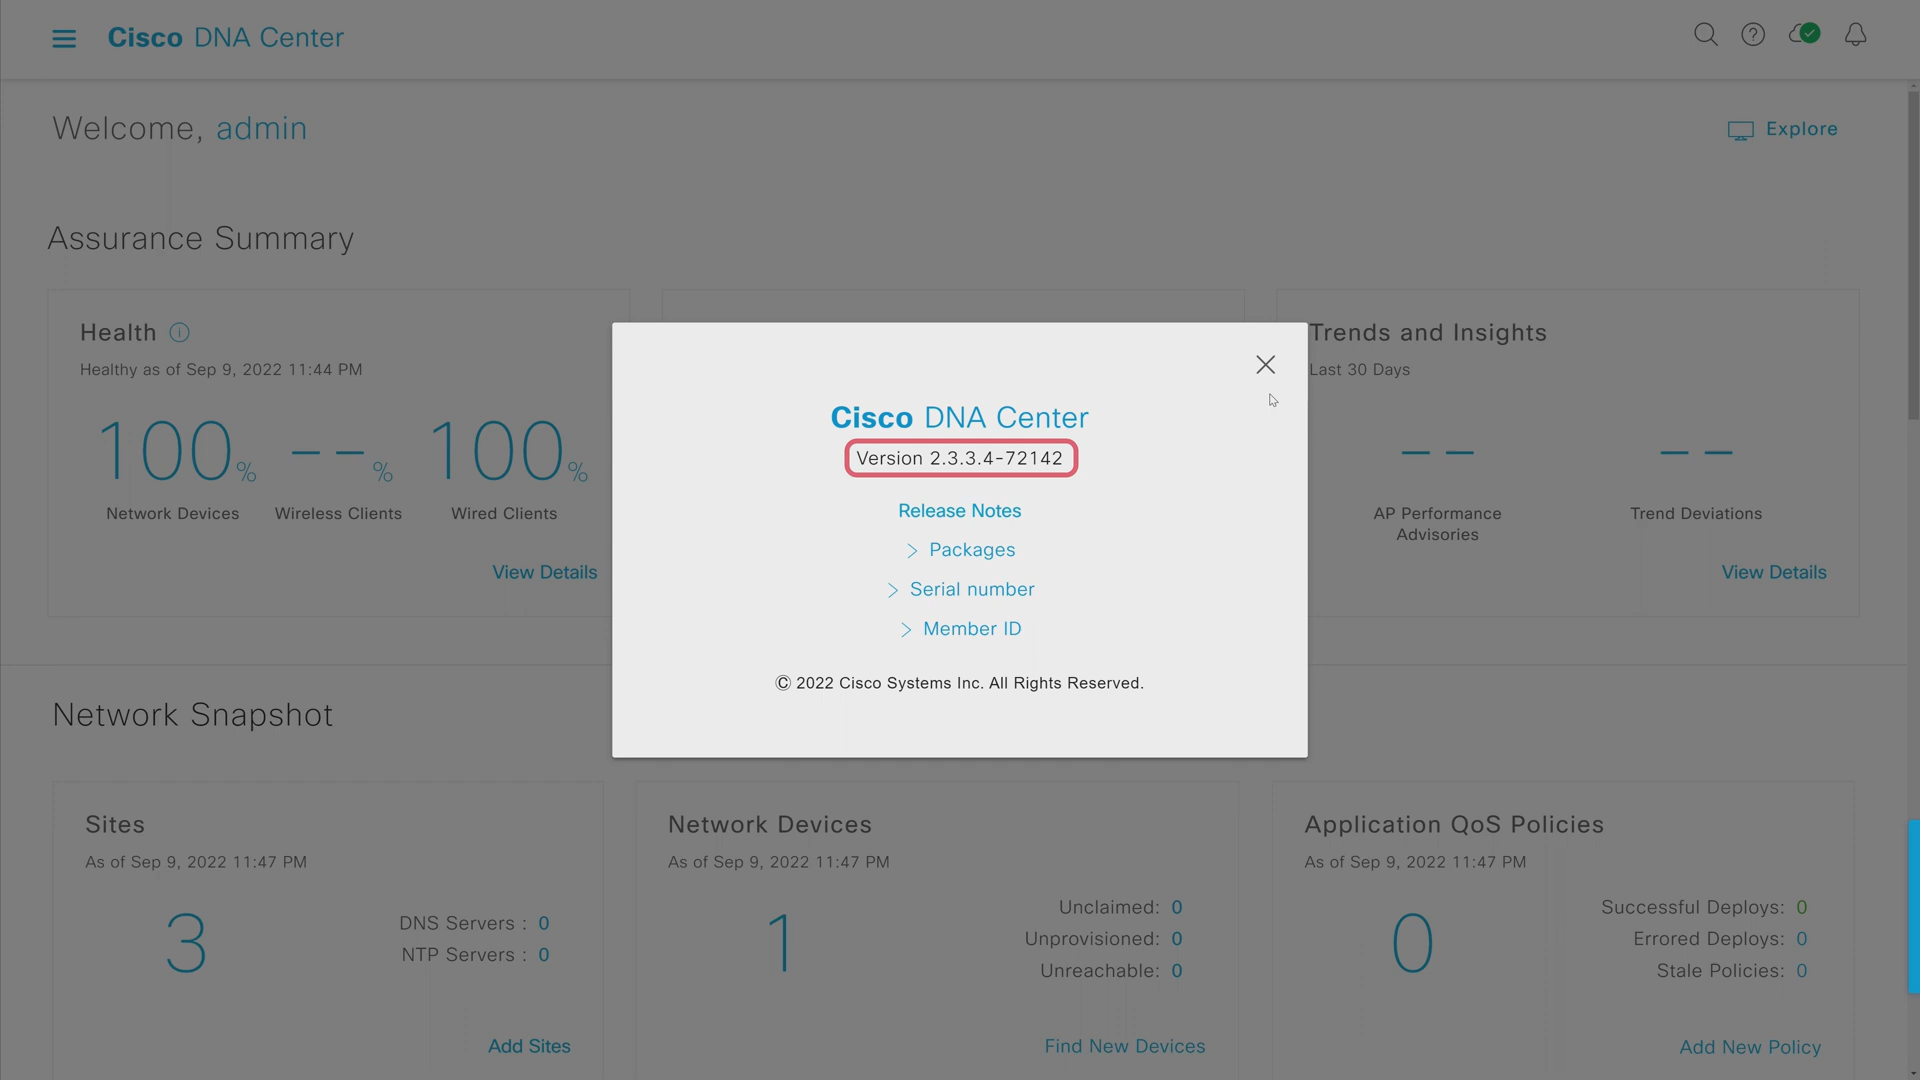 Cisco DNA Center
Welcome, admin
Explore
Assurance Summary
Health
Healthy as of Sep 9, 2022 11:44 PM
100%
--%
100%
Network Devices
Wireless Clients
Wired Clients
View Details
Cisco DNA Center
Version 2.3.3.4-72142
Release Notes
Packages
Serial number
Member ID
© 2022 Cisco Systems Inc. All Rights Reserved.
Trends and Insights
Last 30 Days
--
--
AP Performance
Advisories
Trend Deviations
View Details
Network Snapshot
Sites
As of Sep 9, 2022 11:47 PM
3
DNS Servers : 0
NTP Servers : 0
Add Sites
Network Devices
As of Sep 9, 2022 11:47 PM
1
Unclaimed: 0
Unprovisioned: 0
Unreachable: 0
Find New Devices
Application QoS Policies
As of Sep 9, 2022 11:47 PM
0
Successful Deploys: 0
Errored Deploys: 0
Stale Policies: 0
Add New Policy